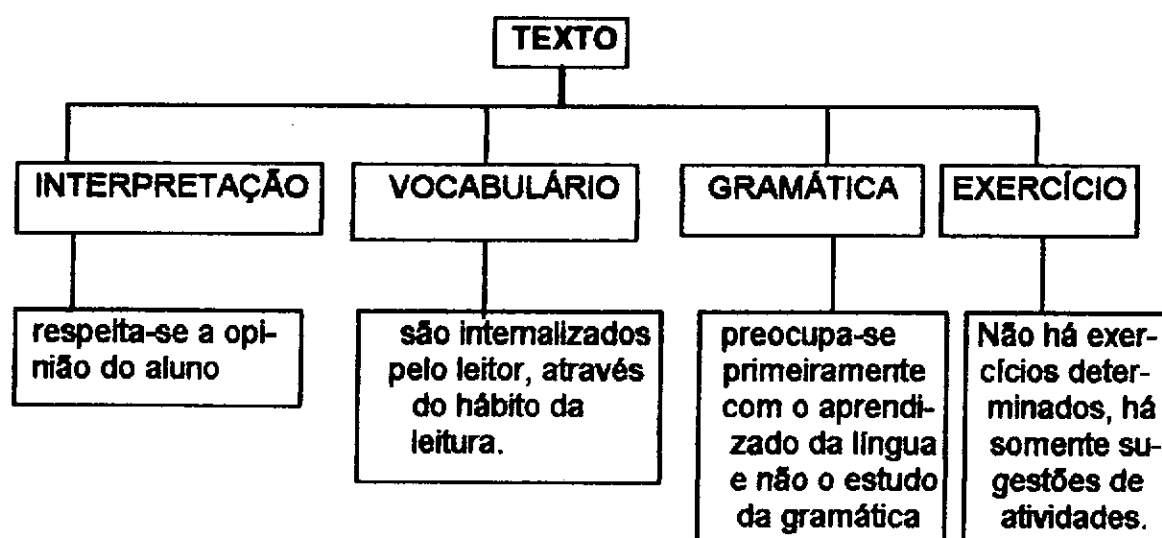 TEXTO
INTERPRETAÇÃO
VOCABULÁRIO
GRAMÁTICA
EXERCÍCIO
respeita-se a opi-
nião do aluno
são internalizados
pelo leitor, através
do hábito da
leitura.
preocupa-se
primeiramente
com o aprendi-
zado da língua
e não o estudo
da gramática
Não há exer-
cícios deter-
minados, há
somente su-
gestões de
atividades.